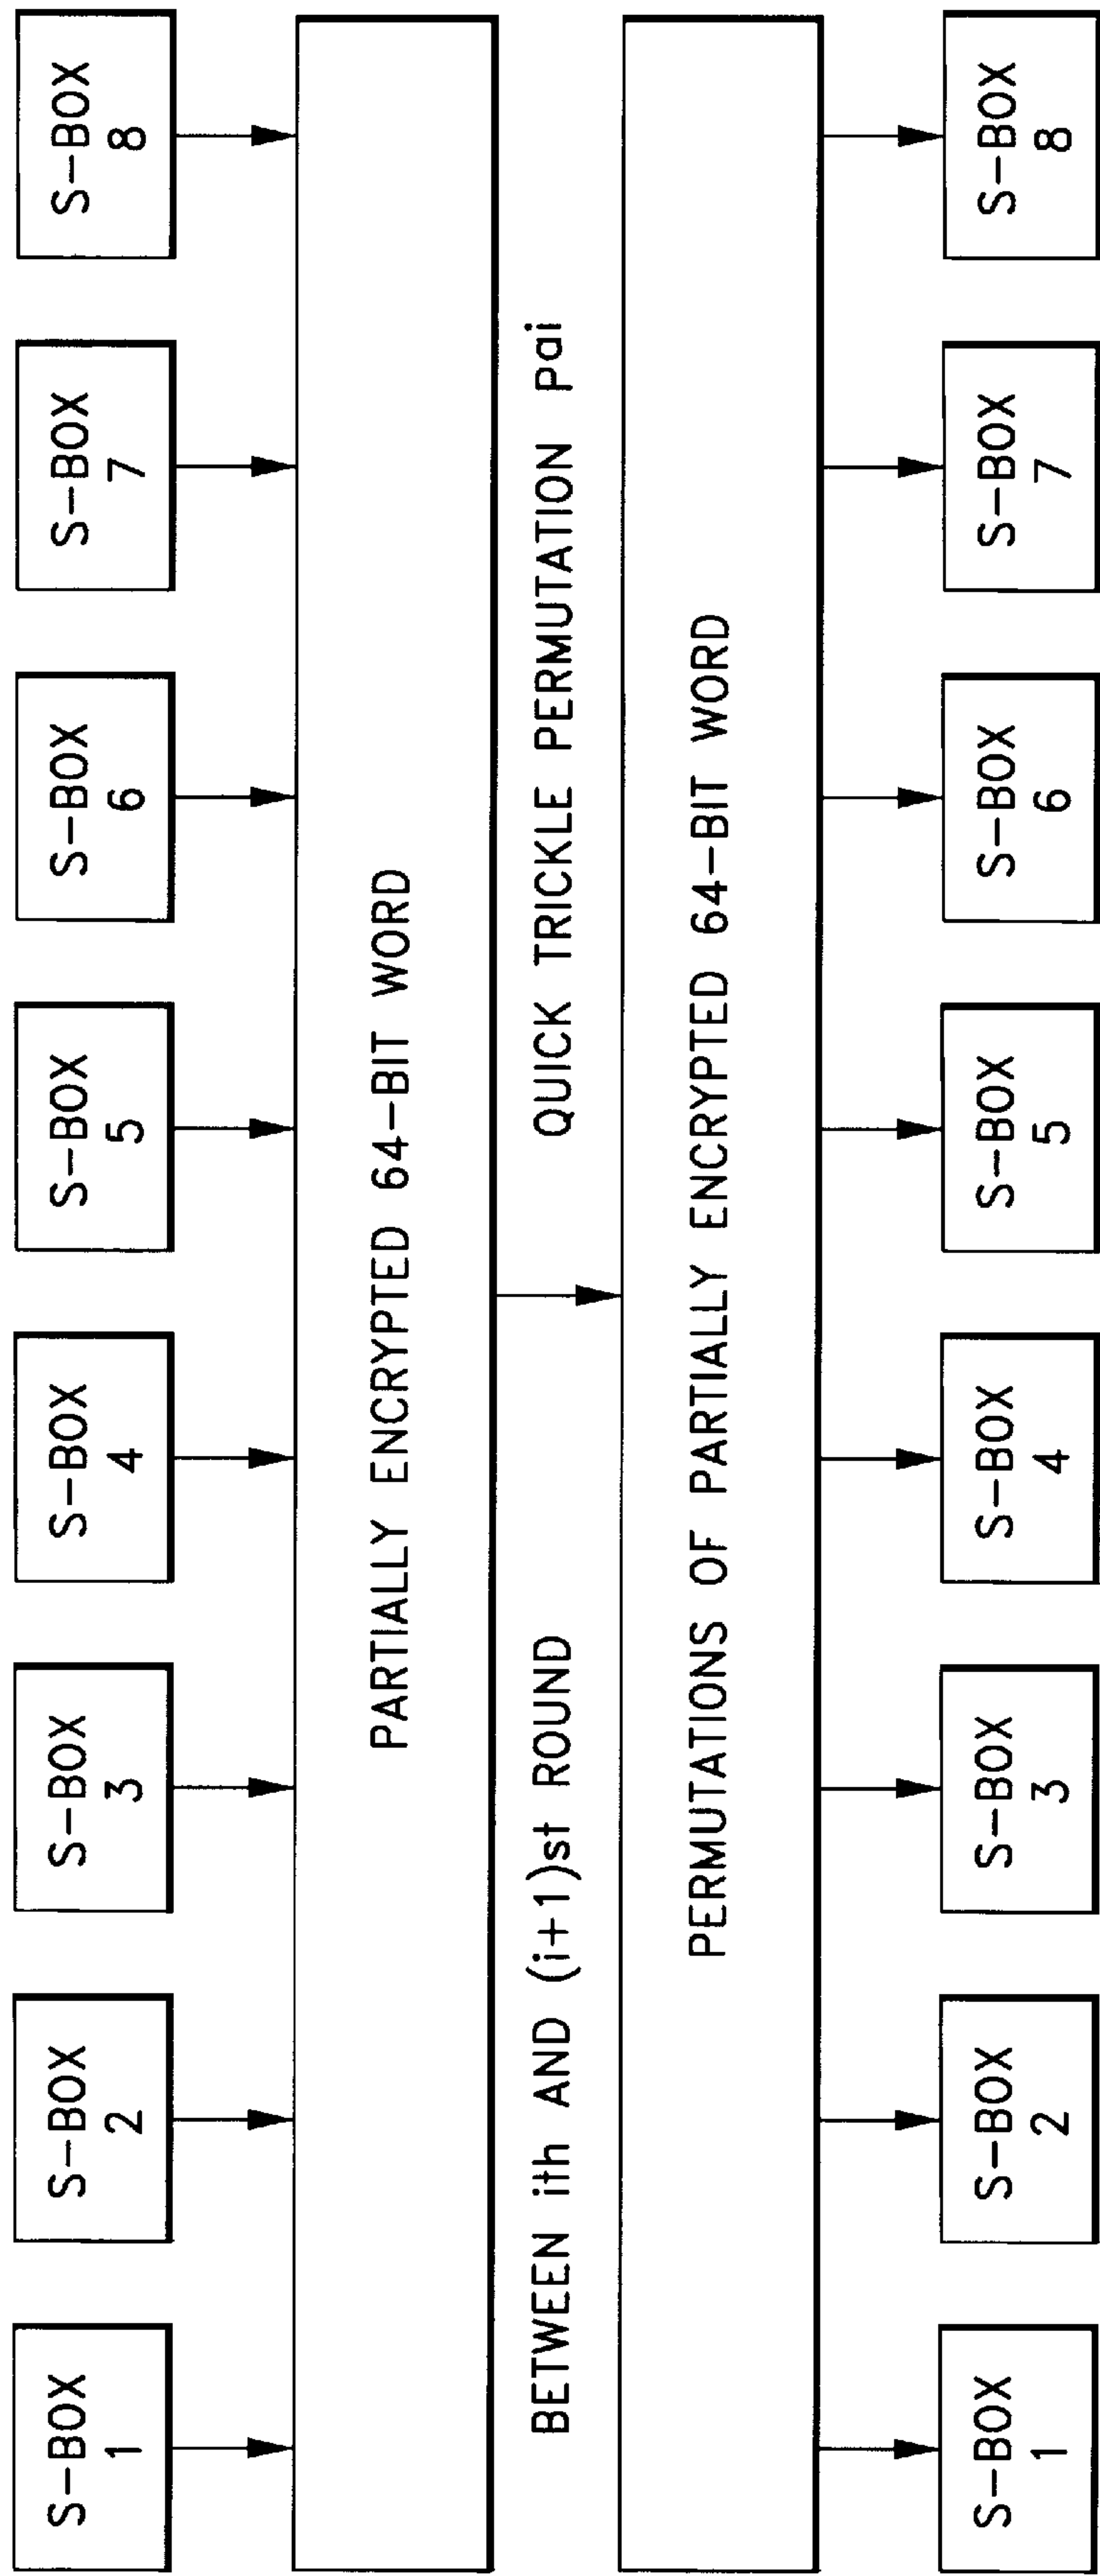 S-BOX
1
S-BOX
2
S-BOX
3
S-BOX
4
S-BOX
5
S-BOX
6
S-BOX
7
S-BOX
8
PARTIALLY ENCRYPTED 64-BIT WORD
BETWEEN ith AND (i+1)st ROUND
QUICK TRICKLE PERMUTATION Pai
PERMUTATIONS OF PARTIALLY ENCRYPTED 64-BIT WORD
S-BOX
1
S-BOX
2
S-BOX
3
S-BOX
4
S-BOX
5
S-BOX
6
S-BOX
7
S-BOX
8